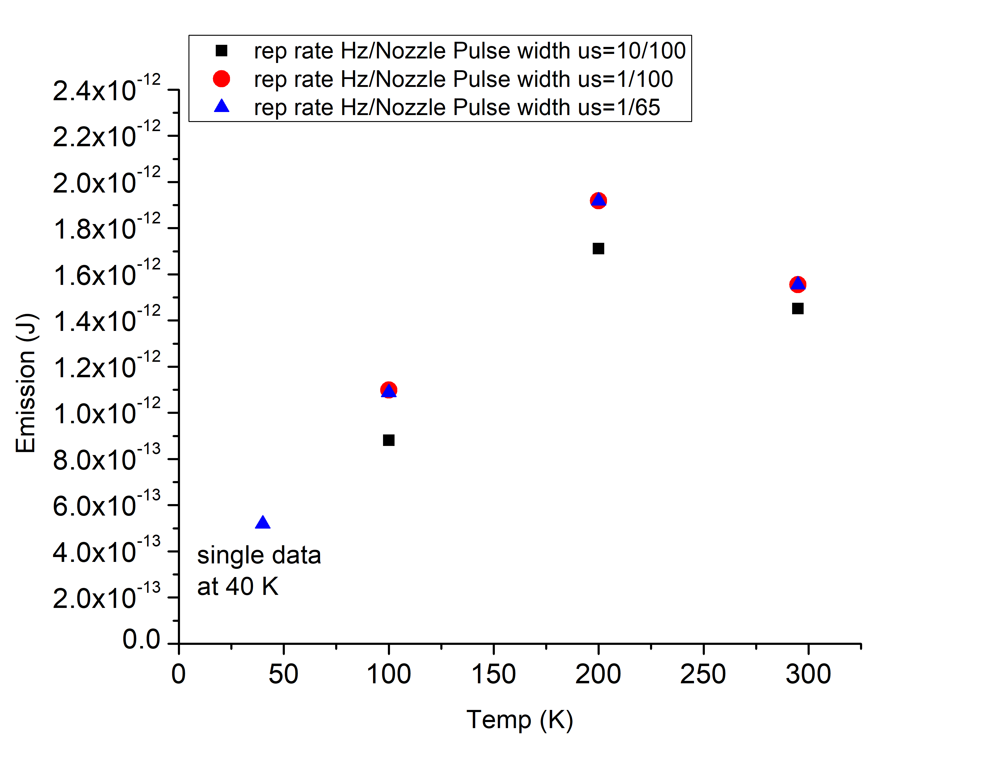 rep rate Hz/Nozzle Pulse width us=10/100
rep rate Hz/Nozzle Pulse width us=1/100
rep rate Hz/Nozzle Pulse width us=1/65
2.4x10⁻¹²
2.2x10⁻¹²
2.0x10⁻¹²
1.8x10⁻¹²
1.6x10⁻¹²
1.4x10⁻¹²
1.2x10⁻¹²
1.0x10⁻¹²
8.0x10⁻¹³
6.0x10⁻¹³
4.0x10⁻¹³
2.0x10⁻¹³
0.0
Emission (J)
single data
at 40 K
0 50 100 150 200 250 300
Temp (K)